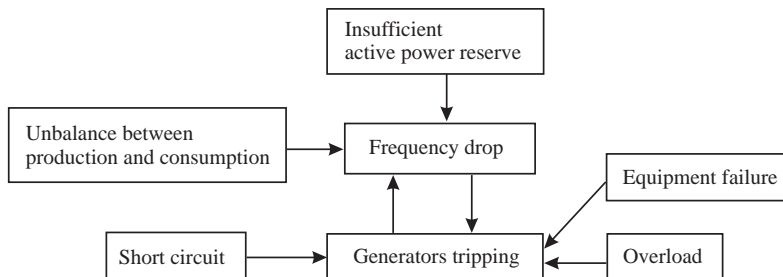 Insufficient
active power reserve
Unbalance between
production and consumption
Frequency drop
Equipment failure
Short circuit
Generators tripping
Overload